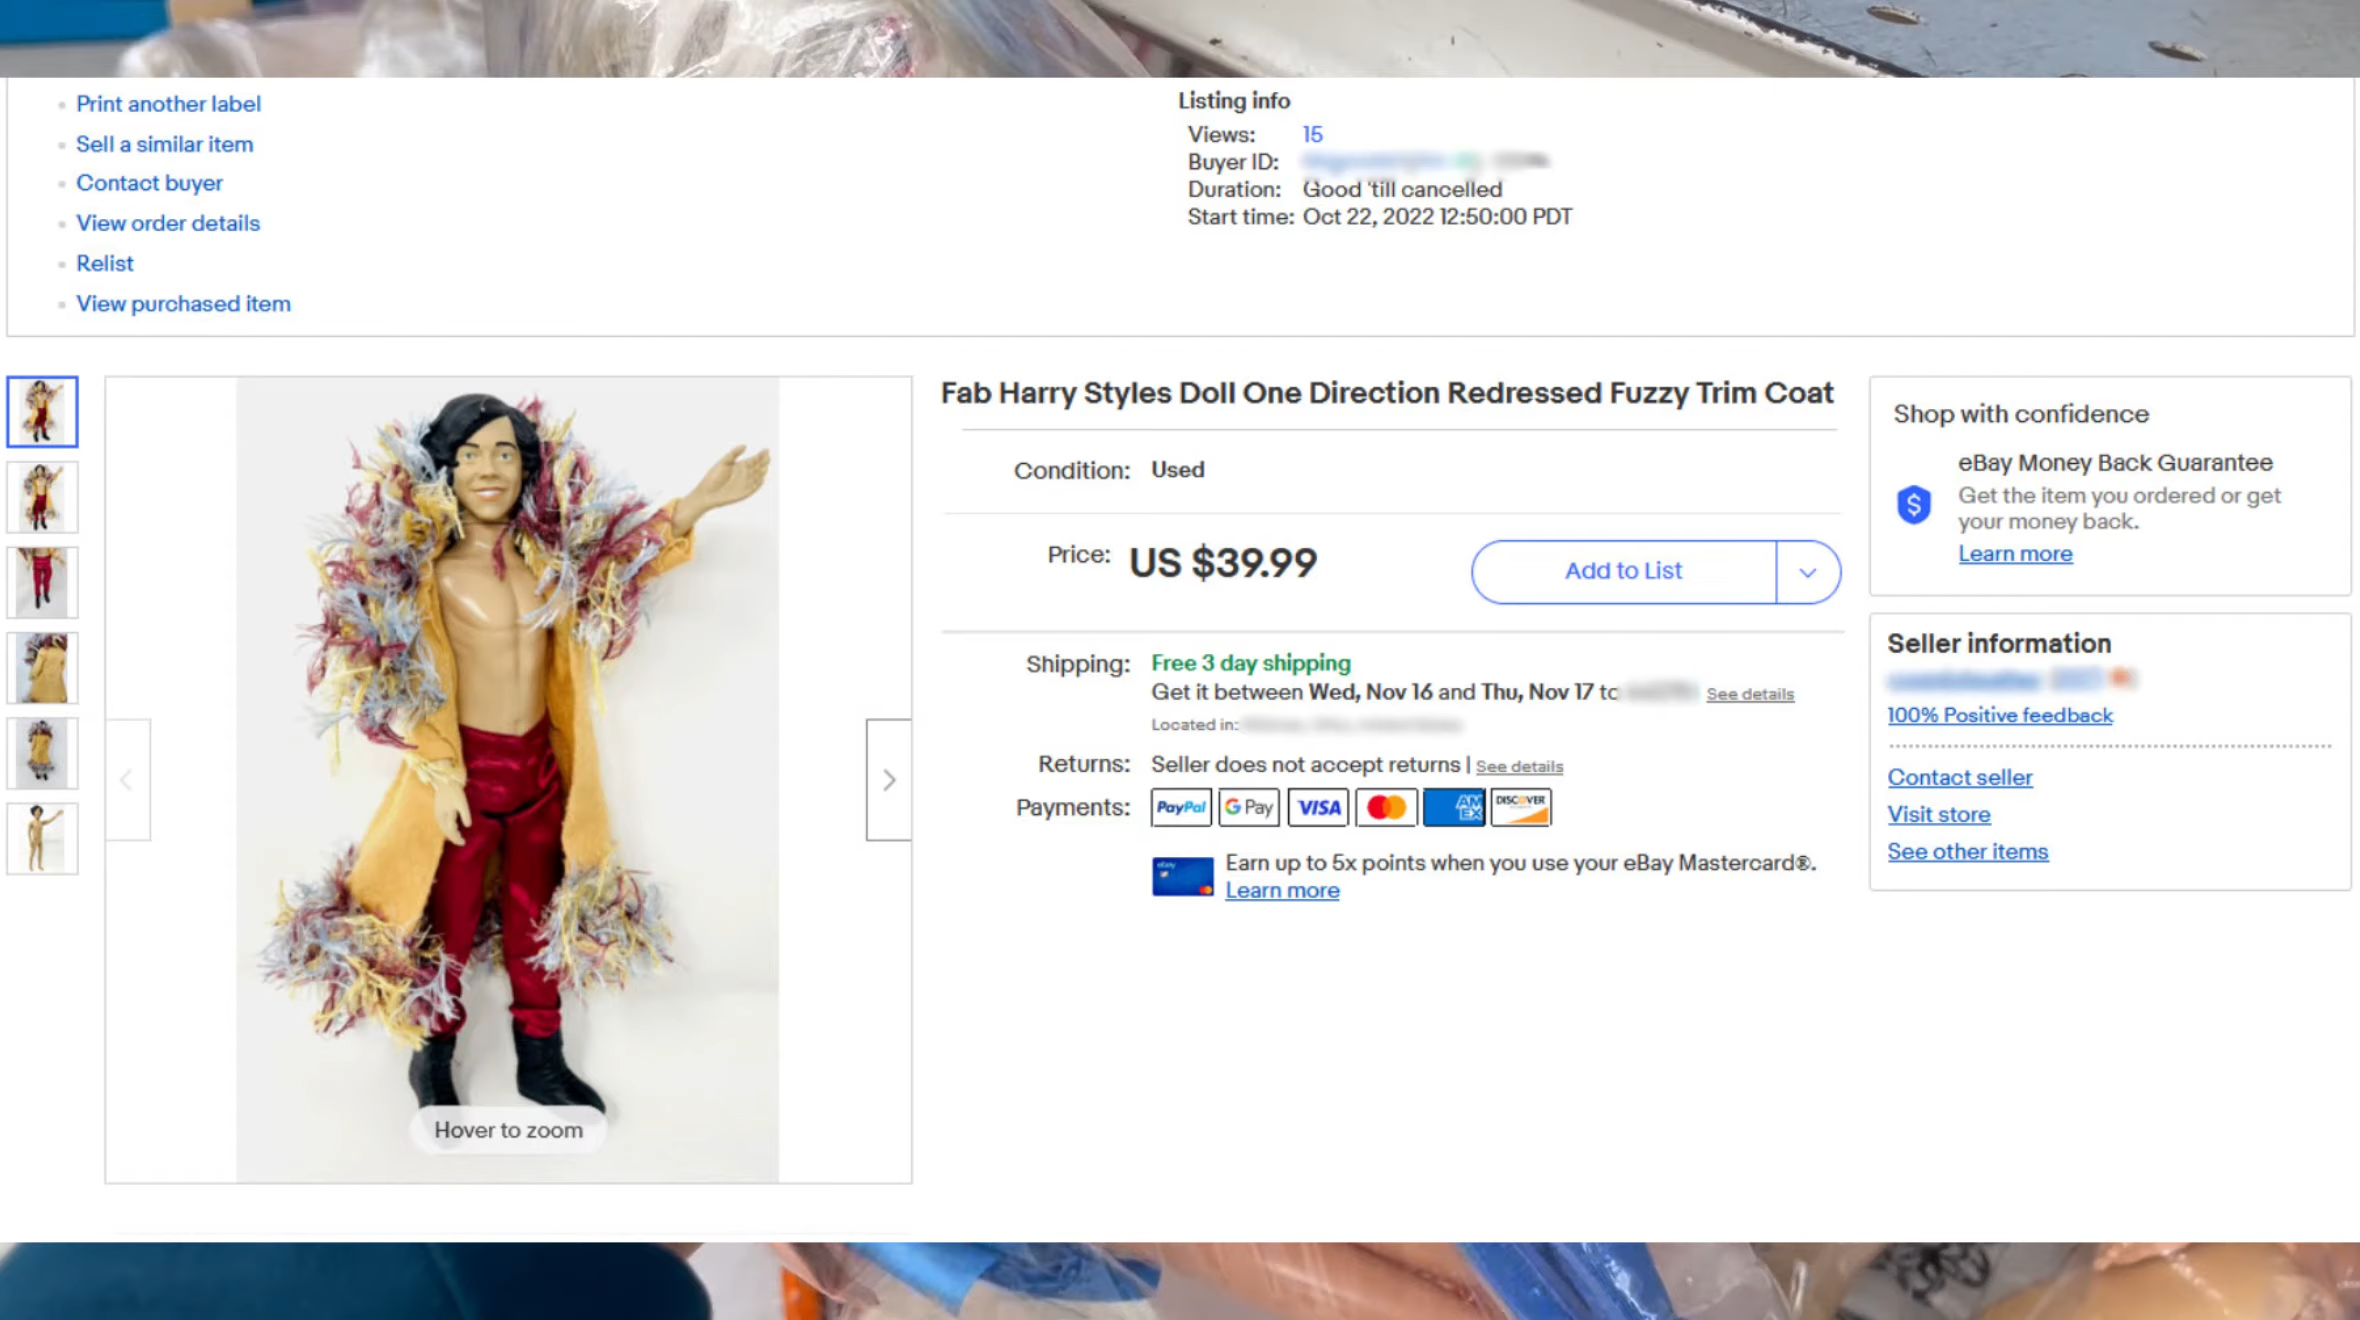 Print another label
Sell a similar item
Contact buyer
View order details
Relist
View purchased item
Listing info
Views: 15
Buyer ID:
Duration: Good 'till cancelled
Start time: Oct 22, 2022 12:50:00 PDT
Fab Harry Styles Doll One Direction Redressed Fuzzy Trim Coat
Condition: Used
Price: US $39.99
Add to List
Shipping: Free 3 day shipping
Get it between Wed, Nov 16 and Thu, Nov 17 to
See details
Located in:
Returns: Seller does not accept returns | See details
Payments: PayPal G Pay VISA AM EX DISCOVER
ebay
Earn up to 5x points when you use your eBay Mastercard®.
Learn more
Hover to zoom
Shop with confidence
eBay Money Back Guarantee
$
Get the item you ordered or get
your money back.
Learn more
Seller information
100% Positive feedback
Contact seller
Visit store
See other items